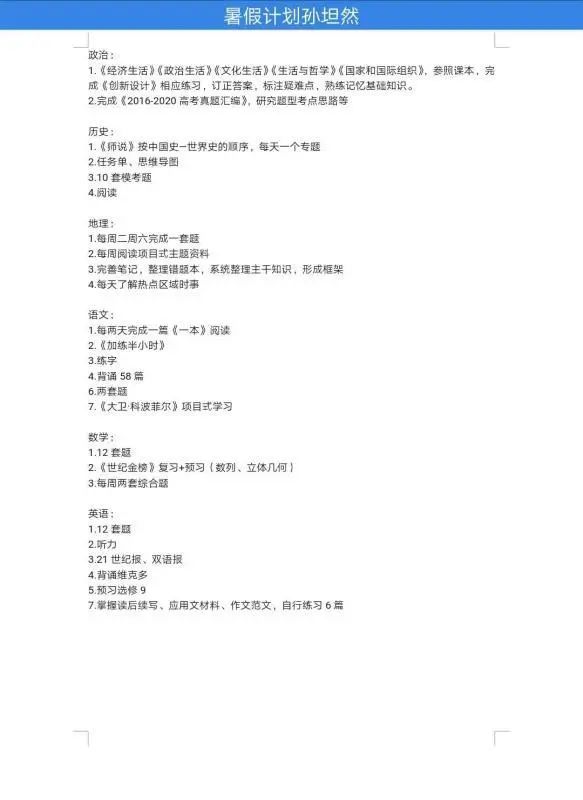 暑假计划孙坦然
政治：
1.《经济生活》《政治生活》《文化生活》《生活与哲学》《国家和国际组织》，参照课本，完
成《创新设计》相应练习，订正答案，标注疑难点，熟练记忆基础知识。
2.完成《2016-2020 高考真题汇编》，研究题型考点思路等
历史：
1.《师说》按中国史—世界史的顺序，每天一个专题
2.任务单、思维导图
3.10 套模考题
4.阅读
地理：
1.每周二周六完成一套题
2.每周阅读项目式主题资料
3.完善笔记，整理错题本，系统整理主干知识，形成框架
4.每天了解热点区域时事
语文：
1.每两天完成一篇《一本》阅读
2.《加练半小时》
3.练字
4.背诵 58 篇
6.两套题
7.《大卫·科波菲尔》项目式学习
数学：
1.12 套题
2.《世纪金榜》复习+预习（数列、立体几何）
3.每周两套综合题
英语：
1.12 套题
2.听力
3.21 世纪报、双语报
4.背诵维克多
5.预习选修 9
7.掌握读后续写、应用文材料、作文范文，自行练习 6 篇